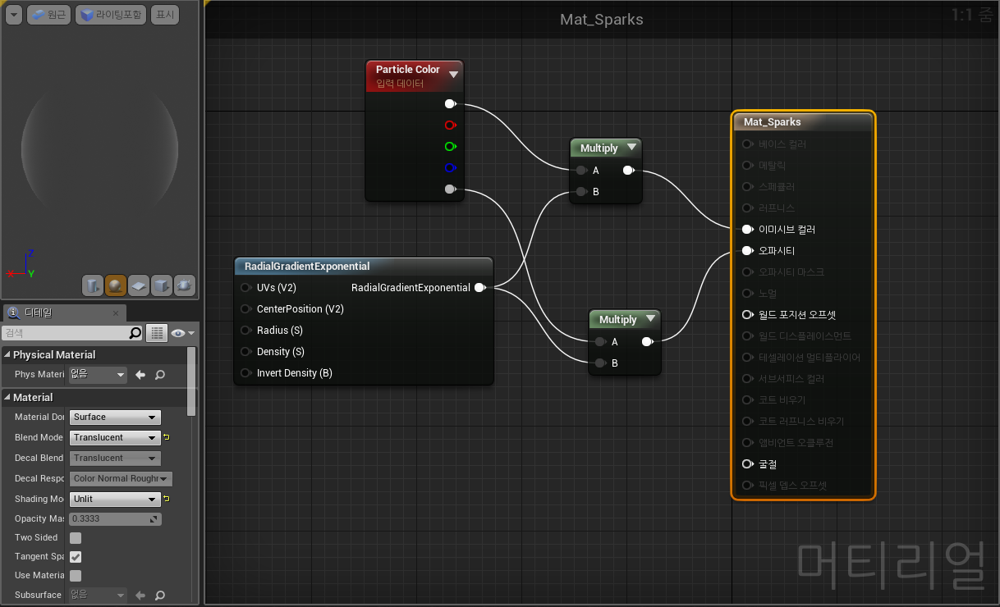 원근
라이팅포함
표시
Mat_Sparks
1:1 줌
Particle Color
입력 데이터
Multiply
A
B
RadialGradientExponential
UVs (V2)
RadialGradientExponential
CenterPosition (V2)
Radius (S)
Density (S)
Invert Density (B)
Multiply
A
B
Mat_Sparks
베이스 컬러
메탈릭
스페큘러
러프니스
이미시브 컬러
오파시티
오파시티 마스크
노멀
월드 포지션 오프셋
월드 디스플레이스먼트
테셀레이션 멀티플라이어
서브서피스 컬러
코트 비우기
코트 러프니스 비우기
앰비언트 오클루전
굴절
픽셀 뎁스 오프셋
머티리얼
Z
X
Y
디테일
검색
Physical Material
Phys Materi
없음
Material
Material Dor
Surface
Blend Mode
Translucent
Decal Blend
Translucent
Decal Respo
Color Normal Roughr
Shading Mo
Unlit
Opacity Mas
0.3333
Two Sided
Tangent Spa
Use Materia
Subsurface
없음